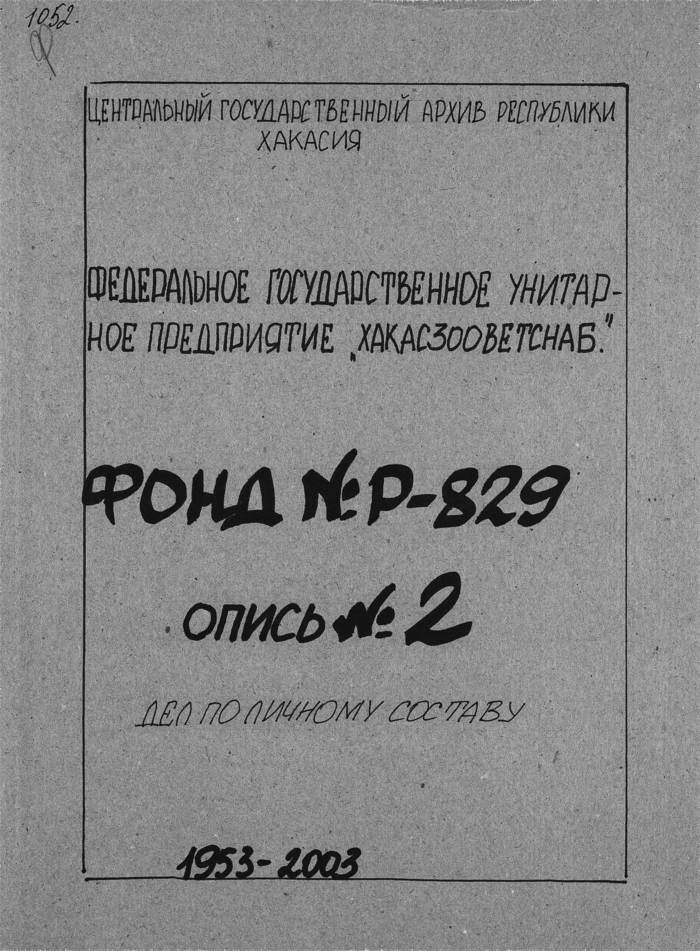 1052.
ЦЕНТРАЛЬНЫЙ ГОСУДАРСТВЕННЫЙ АРХИВ РЕСПУБЛИКИ
ХАКАСИЯ
ФЕДЕРАЛЬНОЕ ГОСУДАРСТВЕННОЕ УНИТАР-
НОЕ ПРЕДПРИЯТИЕ „ХАКАСЗООВЕТСНАБ."
ФОНД № Р-829
ОПИСЬ № 2
ДЕЛ ПО ЛИЧНОМУ СОСТАВУ
1953-2003